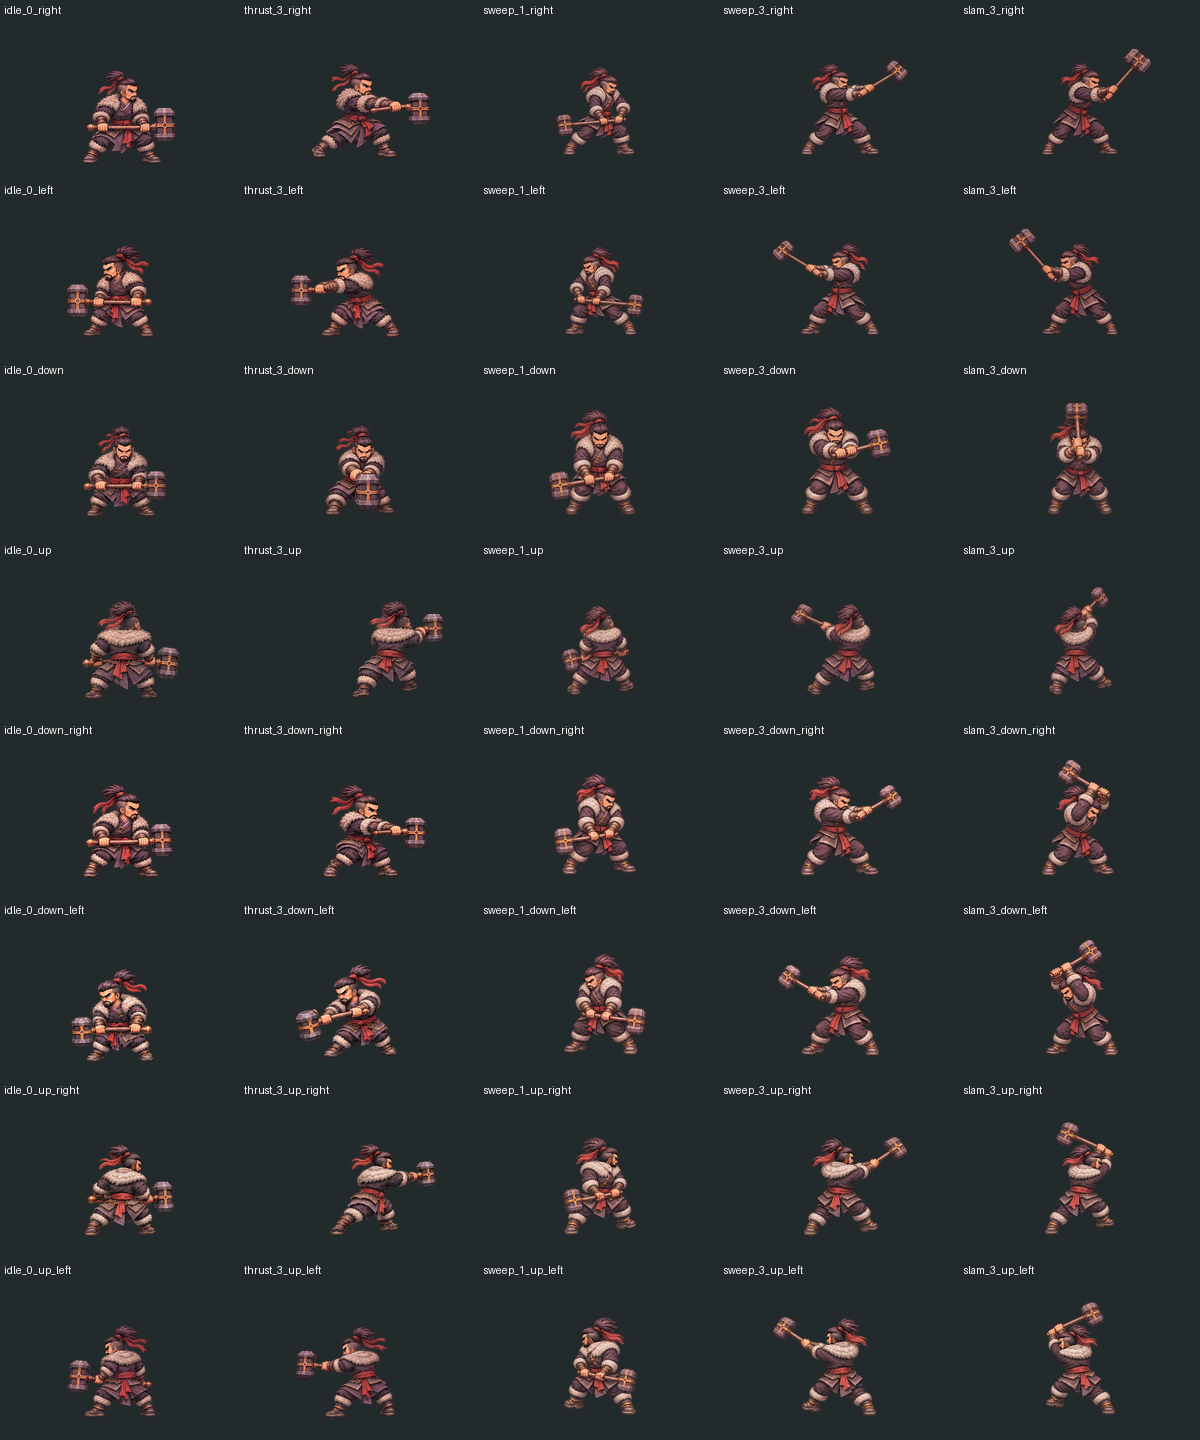 idle_0_right thrust_3_right sweep_1_right sweep_3_right slam_3_right
idle_0_left thrust_3_left sweep_1_left sweep_3_left slam_3_left
idle_0_down thrust_3_down sweep_1_down sweep_3_down slam_3_down
idle_0_up thrust_3_up sweep_1_up sweep_3_up slam_3_up
idle_0_down_right thrust_3_down_right sweep_1_down_right sweep_3_down_right slam_3_down_right
idle_0_down_left thrust_3_down_left sweep_1_down_left sweep_3_down_left slam_3_down_left
idle_0_up_right thrust_3_up_right sweep_1_up_right sweep_3_up_right slam_3_up_right
idle_0_up_left thrust_3_up_left sweep_1_up_left sweep_3_up_left slam_3_up_left